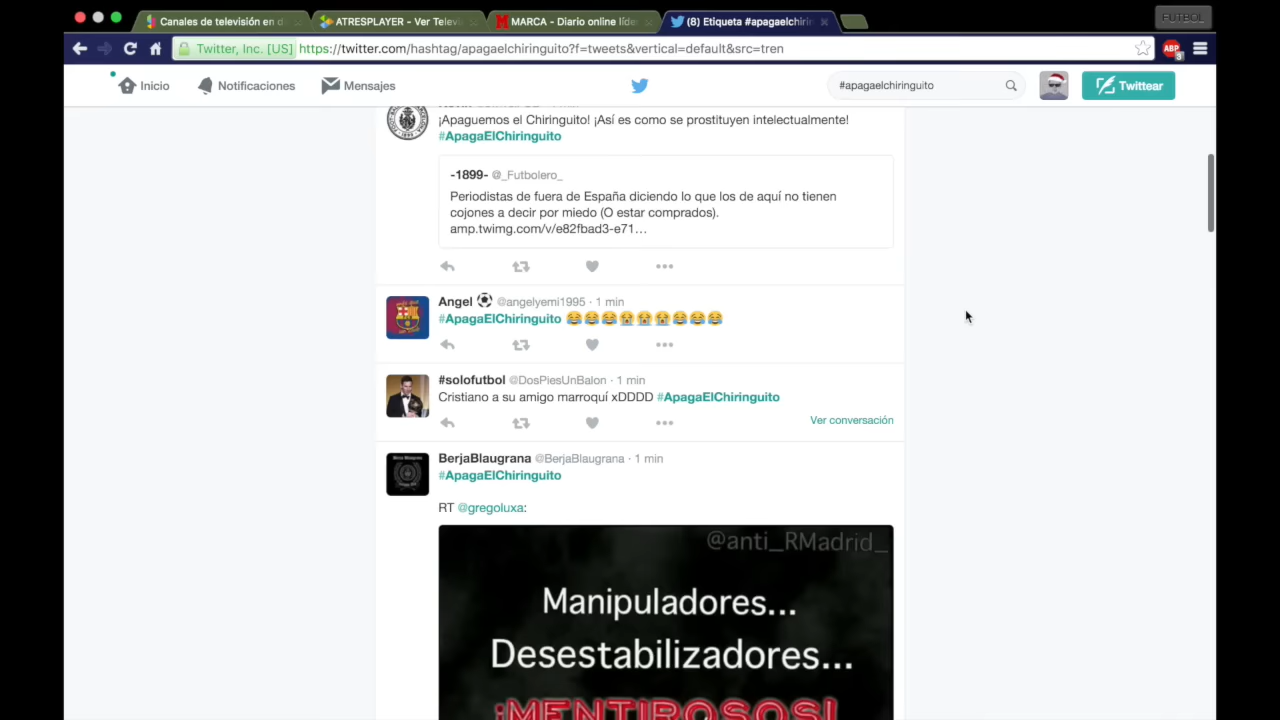 Canales de televisión en d
ATRESPLAYER - Ver Televi
MARCA - Diario online líde
(8) Etiqueta #apagaelchirin
FUTBOL
Twitter, Inc. [US]
https://twitter.com/hashtag/apagaelchiringuito?f=tweets&vertical=default&src=tren
ABP
3
Inicio
Notificaciones
Mensajes
#apagaelchiringuito
Twittear
¡Apaguemos el Chiringuito! ¡Así es como se prostituyen intelectualmente!
#ApagaElChiringuito
-1899- @_Futbolero_
Periodistas de fuera de España diciendo lo que los de aquí no tienen
cojones a decir por miedo (O estar comprados).
amp.twimg.com/v/e82fbad3-e71…
Angel ⚽ @angelyemi1995 · 1 min
#ApagaElChiringuito 😂😂😂😭😭😭😂😂😂
#solofutbol @DosPiesUnBalon · 1 min
Cristiano a su amigo marroquí xDDDD #ApagaElChiringuito
Ver conversación
BerjaBlaugrana @BerjaBlaugrana · 1 min
#ApagaElChiringuito
RT @gregoluxa:
@anti_RMadrid_
Manipuladores...
Desestabilizadores...
¡MENTIROSOS!